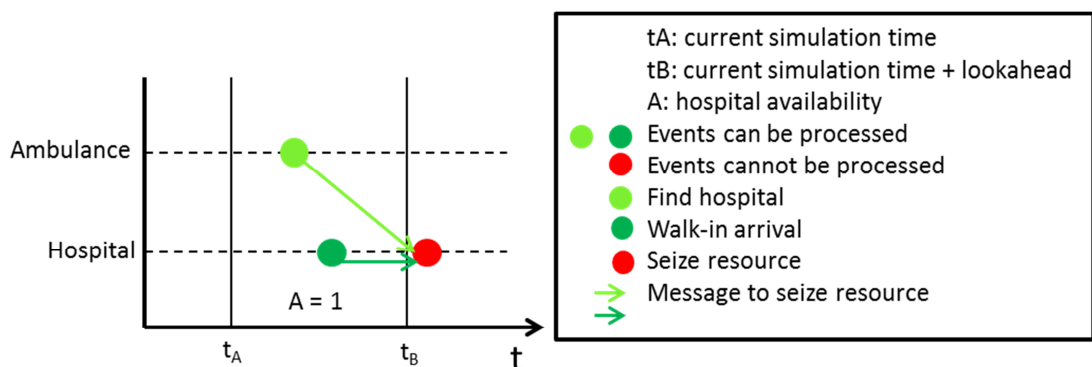 Ambulance
Hospital
A = 1
tA
tB
t
tA: current simulation time
tB: current simulation time + lookahead
A: hospital availability
Events can be processed
Events cannot be processed
Find hospital
Walk-in arrival
Seize resource
Message to seize resource